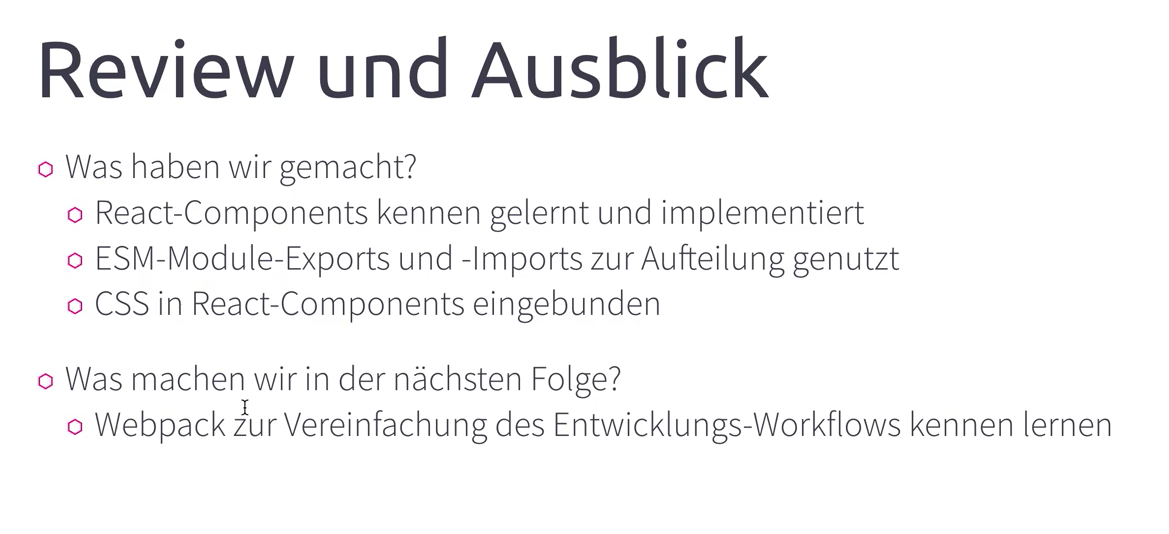 Review und Ausblick
Was haben wir gemacht?
React-Components kennen gelernt und implementiert
ESM-Module-Exports und -Imports zur Aufteilung genutzt
CSS in React-Components eingebunden
Was machen wir in der nächsten Folge?
Webpack zur Vereinfachung des Entwicklungs-Workflows kennen lernen